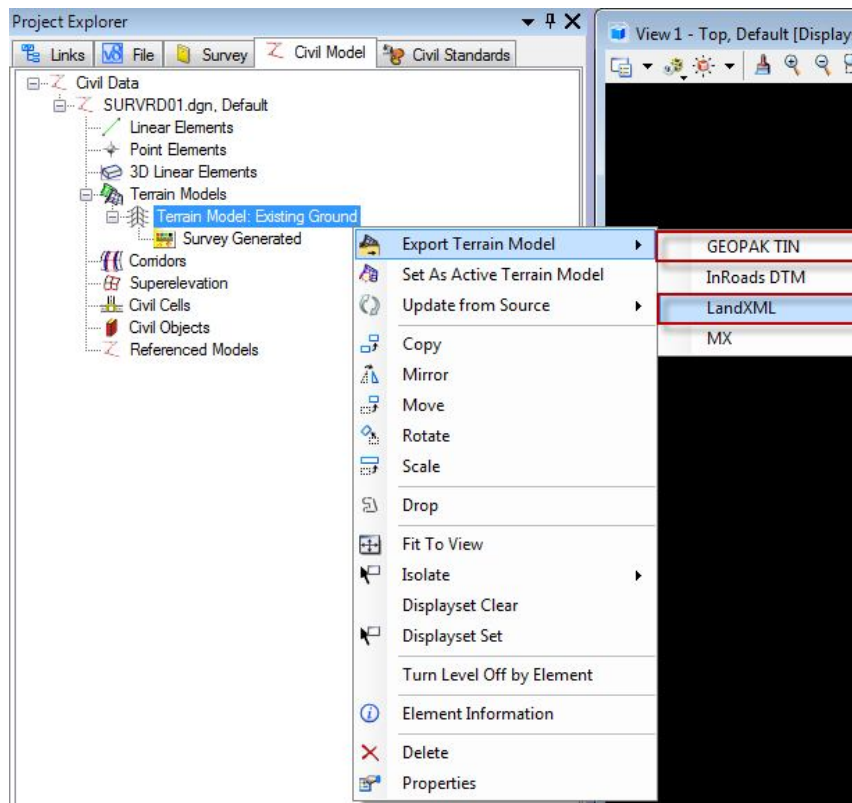 Project Explorer
Links File Survey Civil Model Civil Standards
Civil Data
SURVRD01.dgn, Default
Linear Elements
Point Elements
3D Linear Elements
Terrain Models
Terrain Model: Existing Ground
Survey Generated
Corridors
Superelevation
Civil Cells
Civil Objects
Referenced Models
View 1 - Top, Default [Display
Export Terrain Model
Set As Active Terrain Model
Update from Source
Copy
Mirror
Move
Rotate
Scale
Drop
Fit To View
Isolate
Displayset Clear
Displayset Set
Turn Level Off by Element
Element Information
Delete
Properties
GEOPAK TIN
InRoads DTM
LandXML
MX